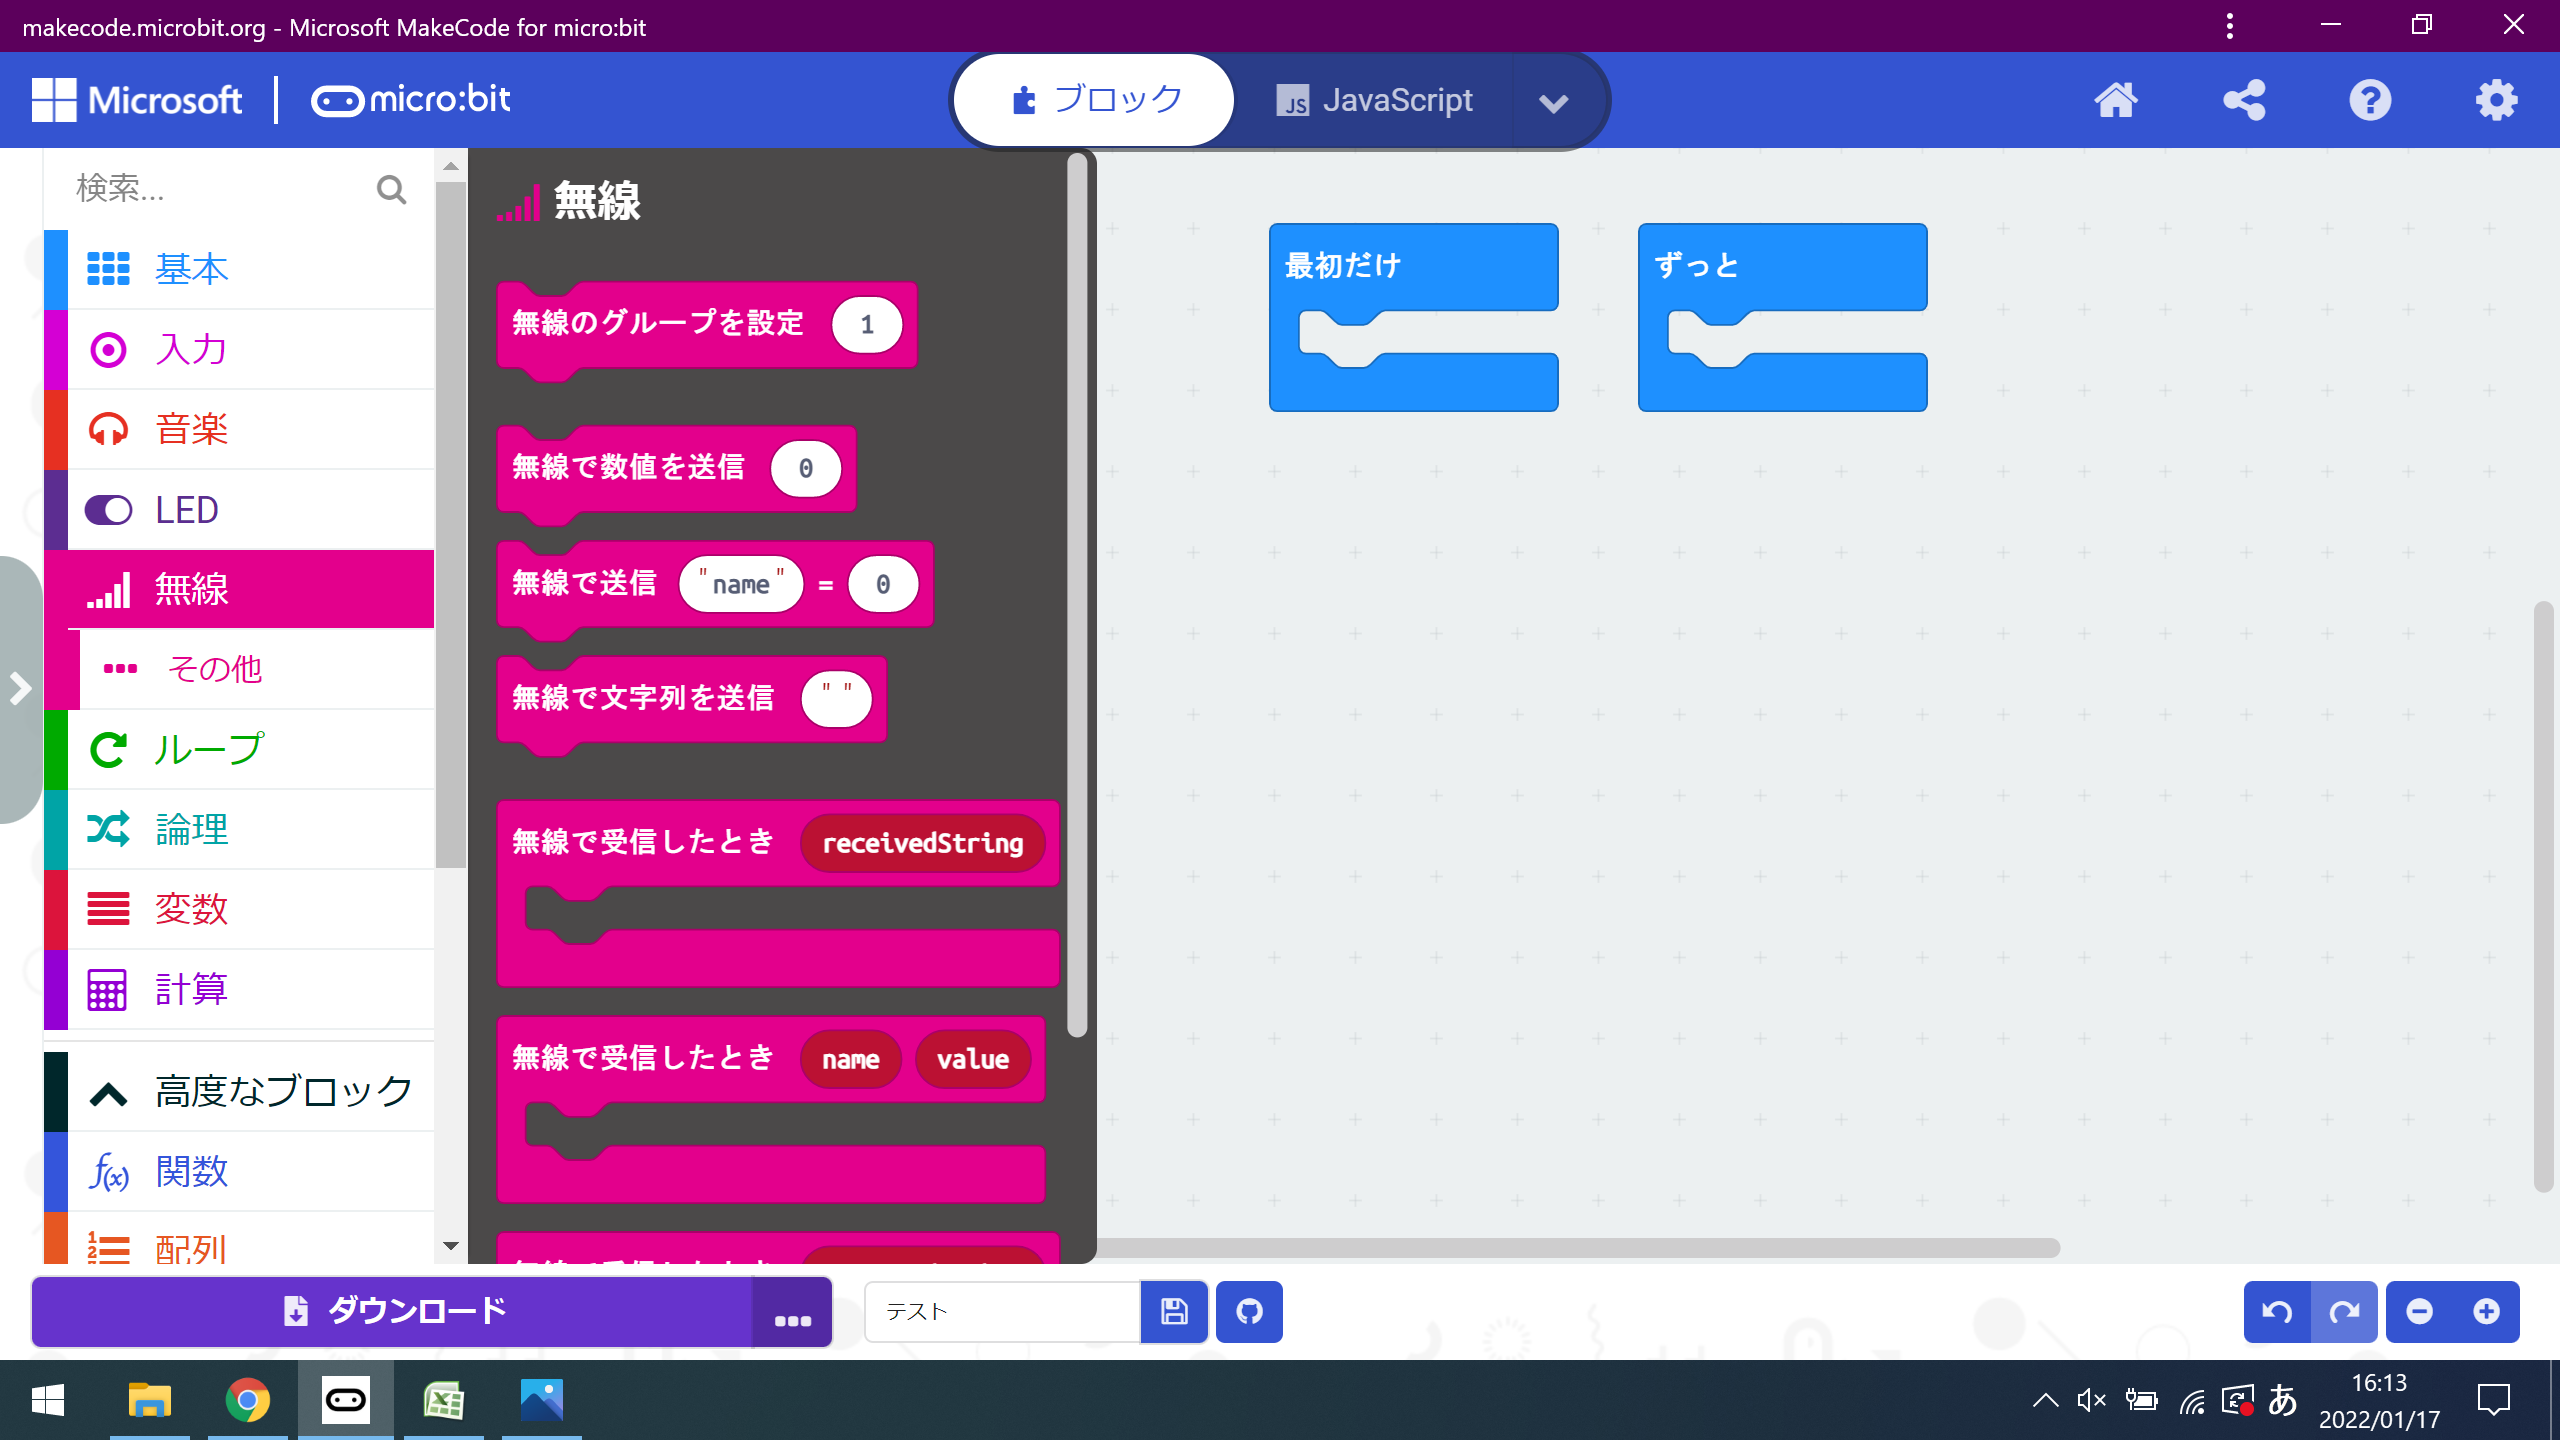 makecode.microbit.org - Microsoft MakeCode for micro:bit
Microsoft
micro:bit
ブロック
JS JavaScript
検索...
基本
入力
音楽
LED
無線
その他
ループ
論理
変数
計算
高度なブロック
f(x) 関数
配列
無線
無線のグループを設定 1
無線で数値を送信 0
無線で送信 "name" = 0
無線で文字列を送信 " "
無線で受信したとき receivedString
無線で受信したとき name value
最初だけ
ずっと
ダウンロード
...
テスト
あ
16:13
2022/01/17